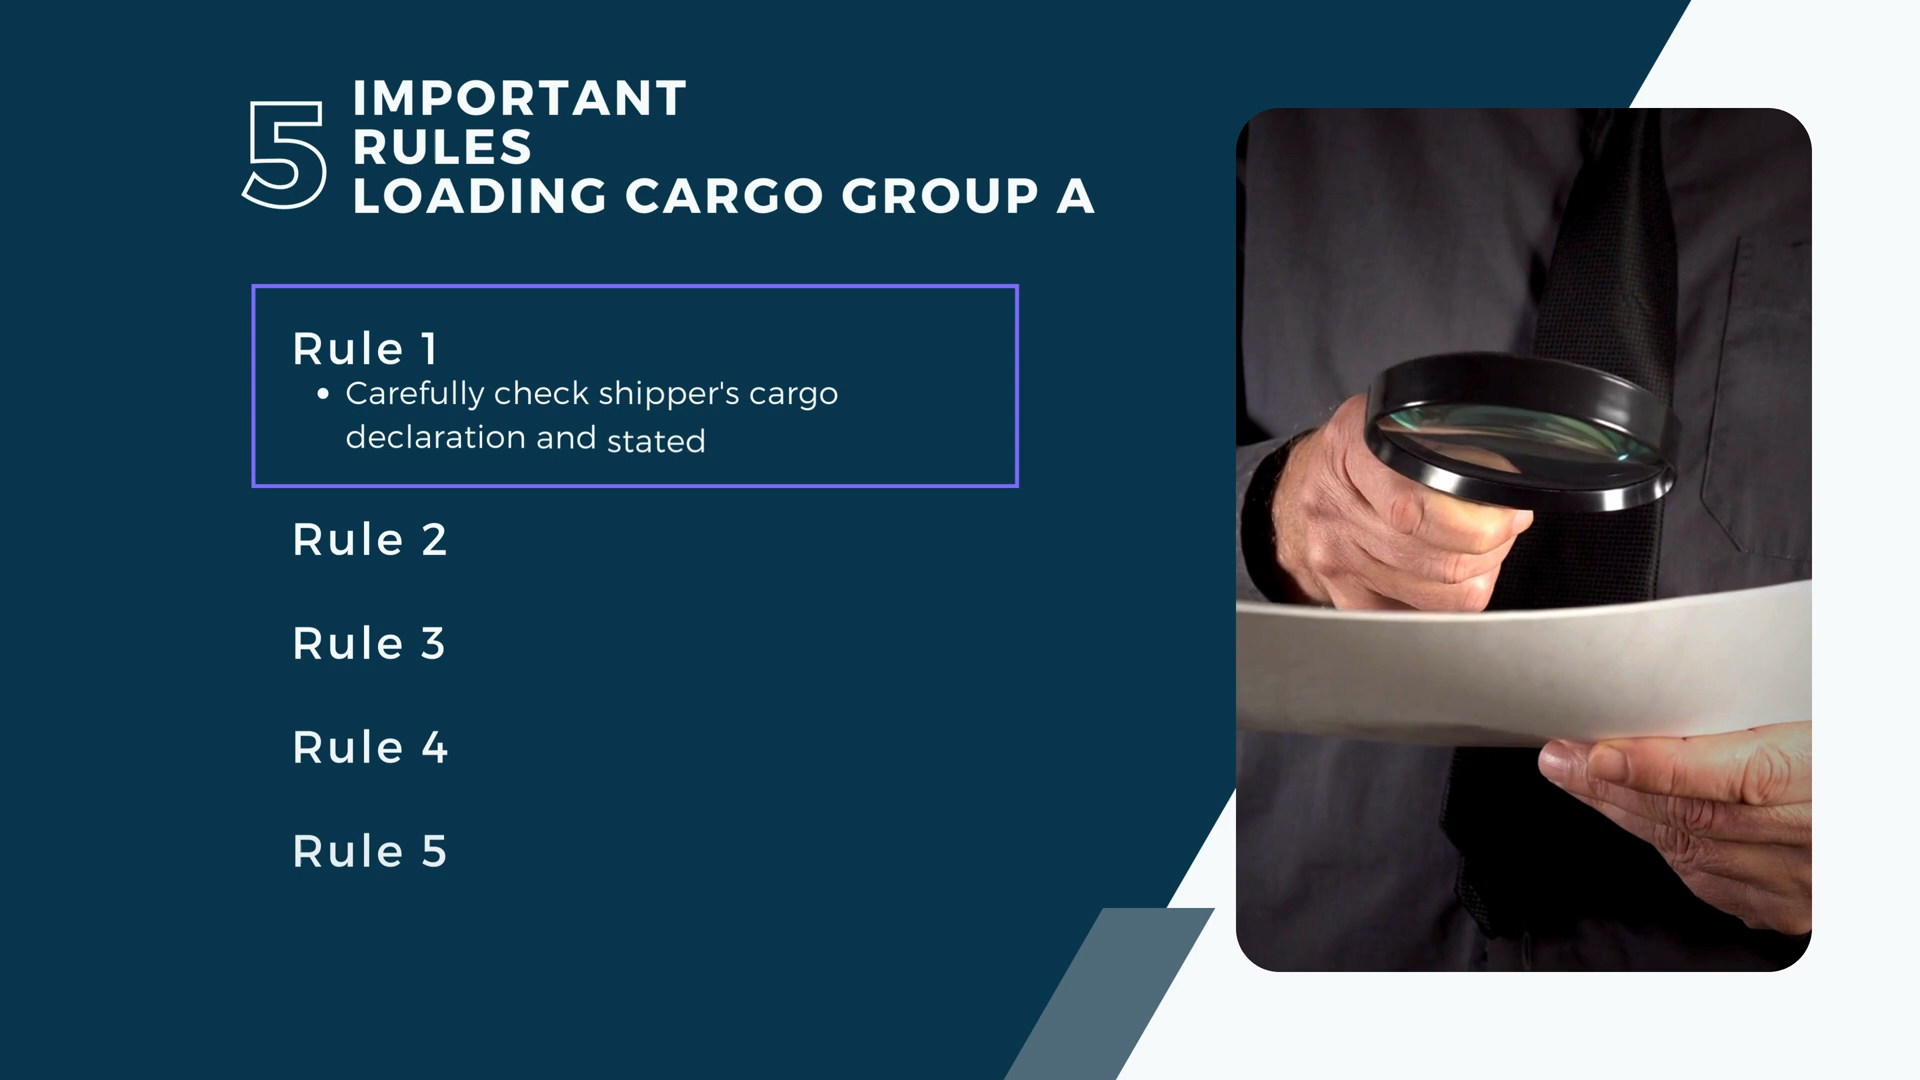 5
IMPORTANT
RULES
LOADING CARGO GROUP A
Rule 1
• Carefully check shipper's cargo
declaration and stated
Rule 2
Rule 3
Rule 4
Rule 5